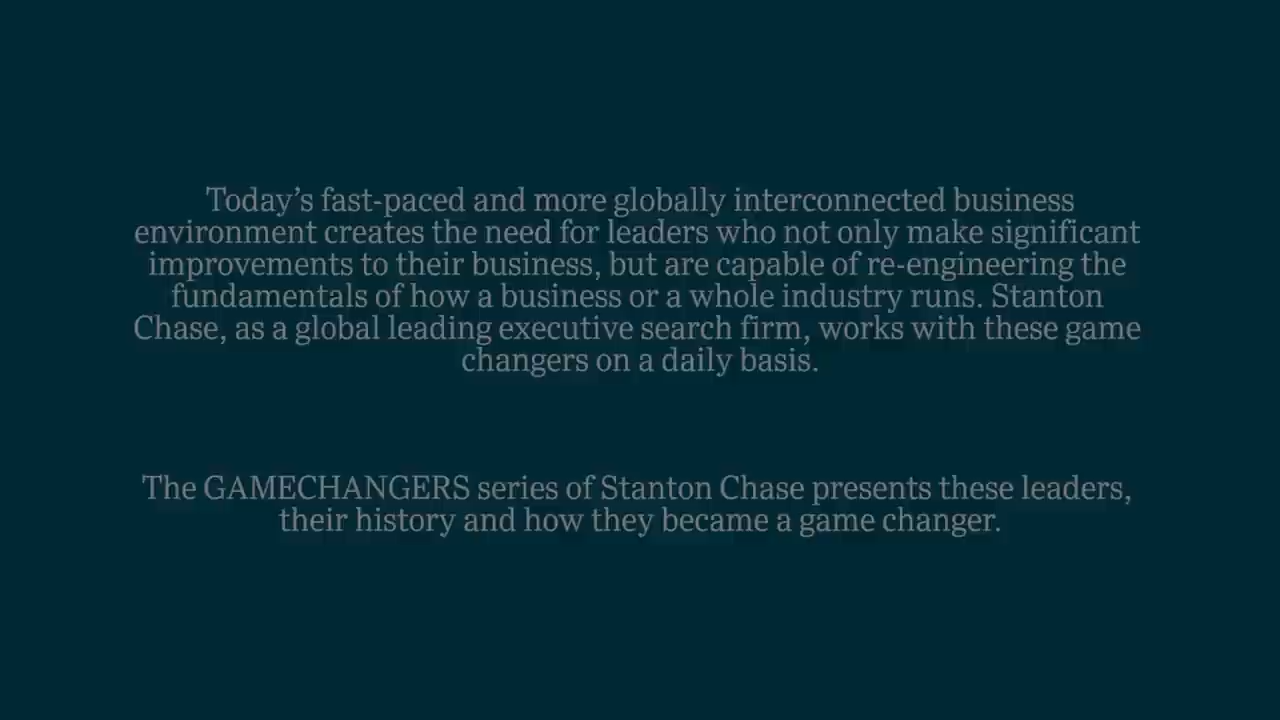 Today’s fast-paced and more globally interconnected business
environment creates the need for leaders who not only make significant
improvements to their business, but are capable of re-engineering the
fundamentals of how a business or a whole industry runs. Stanton
Chase, as a global leading executive search firm, works with these game
changers on a daily basis.
The GAMECHANGERS series of Stanton Chase presents these leaders,
their history and how they became a game changer.